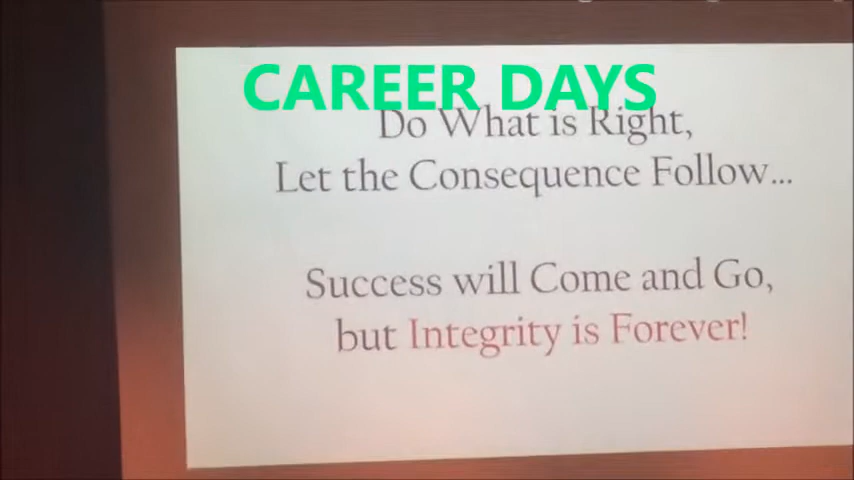 CAREER DAYS
Do What is Right,
Let the Consequence Follow...
Success will Come and Go,
but Integrity is Forever!